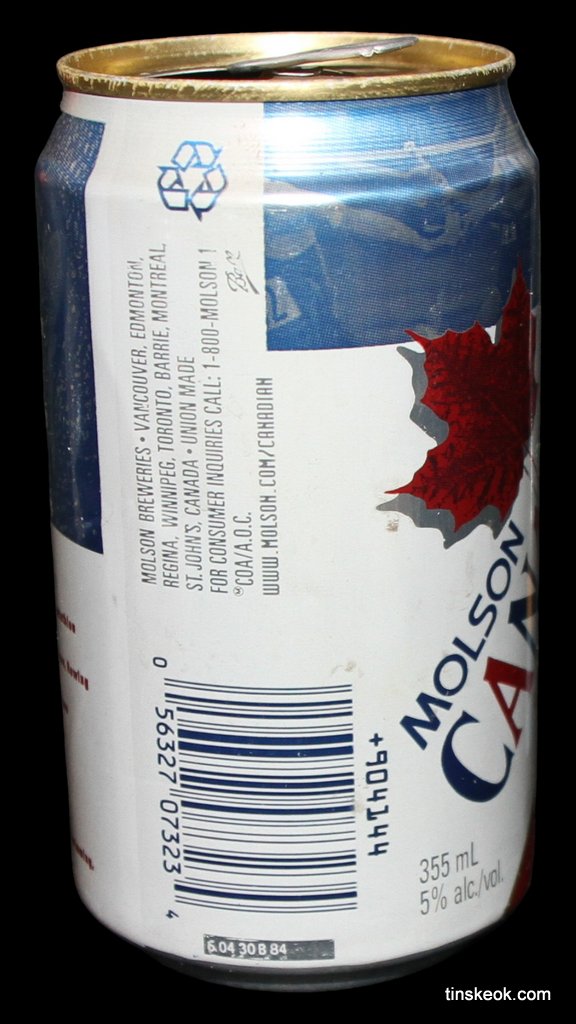 MOLSON BREWERIES • VANCOUVER, EDMONTON,
REGINA, WINNIPEG, TORONTO, BARRIE, MONTREAL,
ST. JOHN'S, CANADA • UNION MADE
FOR CONSUMER INQUIRIES CALL: 1-800-MOLSON 1
COA/A.O.C.
WWW.MOLSON.COM/CANADIAN
MOLSON
CAN
0 56327 07323 4
+904144
355 mL
5% alc./vol.
6 04 30 B 84
tinskeok.com